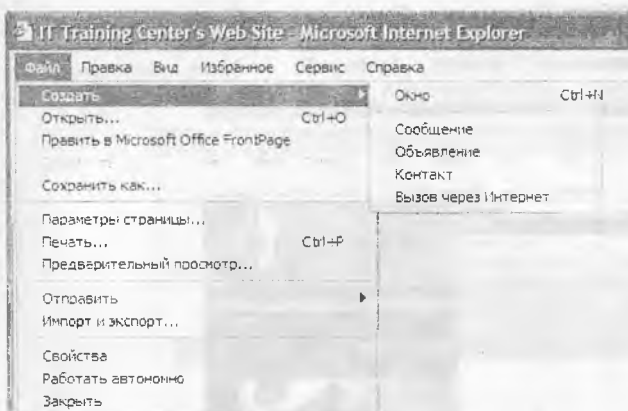 IT Training Center's Web Site - Microsoft Internet Explorer
Файл Правка Вид Избранное Сервис Справка
Создать
Открыть... Ctrl+O
Править в Microsoft Office FrontPage
Сохранить как...
Параметры страницы...
Печать... Ctrl+P
Предварительный просмотр...
Отправить
Импорт и экспорт...
Свойства
Работать автономно
Закрыть
Окно Ctrl+N
Сообщение
Объявление
Контакт
Вызов через Интернет